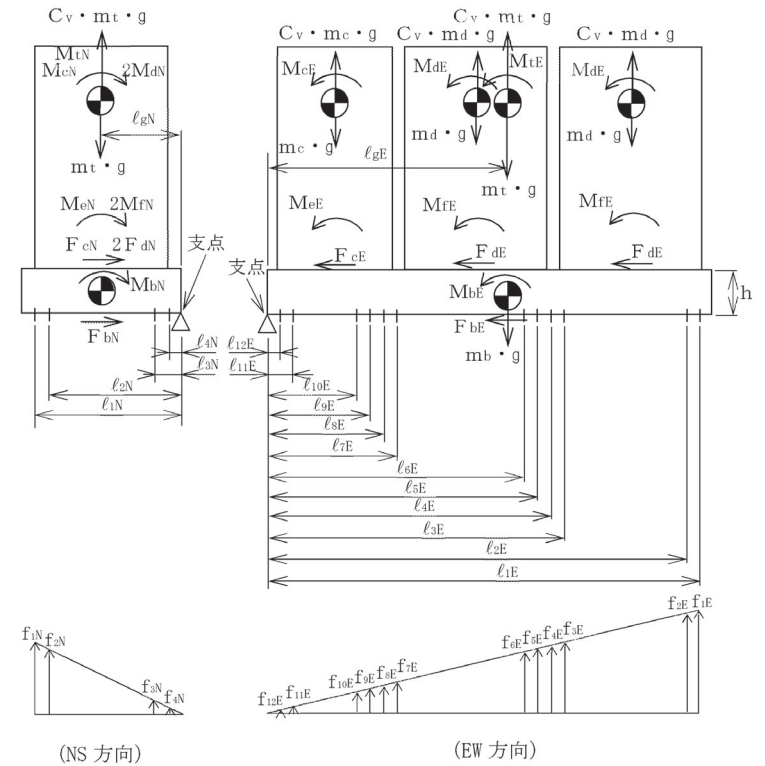 Cv・mt・g
MtN
McN 2MdN
ℓgN
mt・g
MeN 2MfN
FcN 2FdN
支点
MbN
FbN
ℓ4N
ℓ3N
ℓ2N
ℓ1N
Cv・mc・g
Cv・md・g
Cv・mt・g
Cv・md・g
McE
MdE
MtE
MdE
mc・g
md・g
md・g
ℓgE
mt・g
MeE
MfE
MfE
支点
FcE
FdE
FdE
MbE
h
FbE
mb・g
ℓ12E
ℓ11E
ℓ10E
ℓ9E
ℓ8E
ℓ7E
ℓ6E
ℓ5E
ℓ4E
ℓ3E
ℓ2E
ℓ1E
f1N
f2N
f3N
f4N
(NS 方向)
f12E
f11E
f10E
f9E
f8E
f7E
f6E
f5E
f4E
f3E
f2E
f1E
(EW 方向)